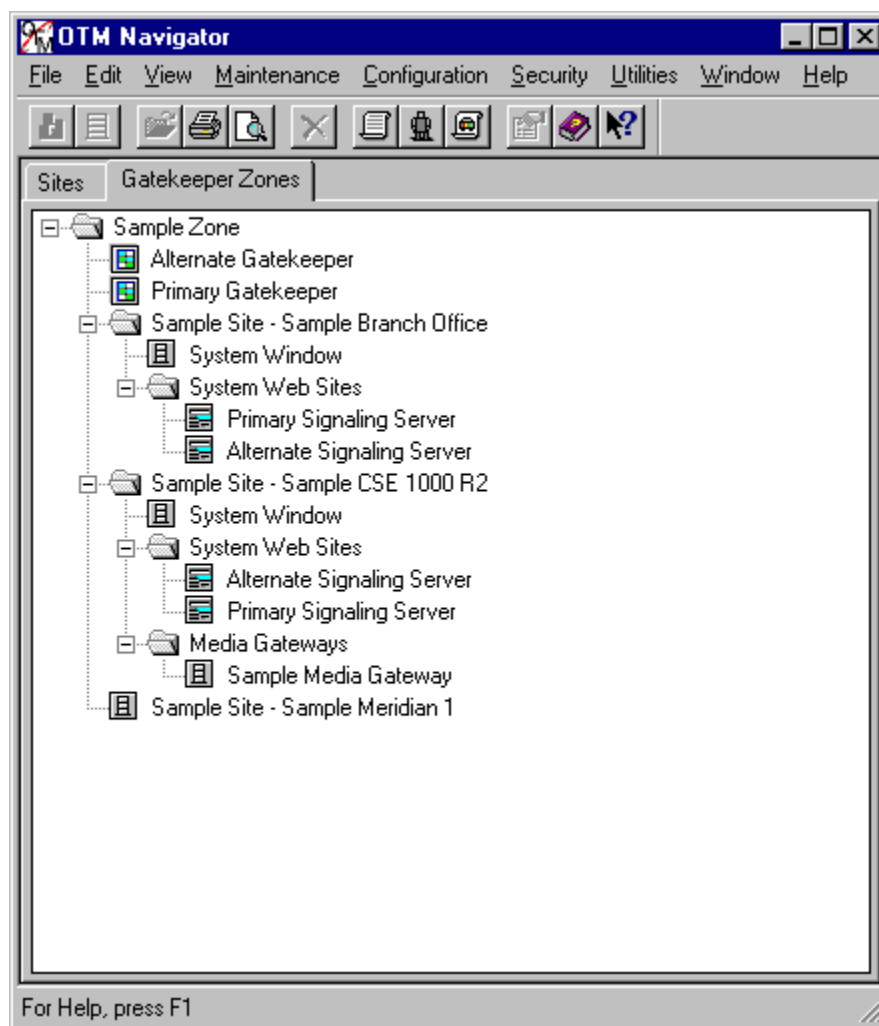 OTM Navigator
File Edit View Maintenance Configuration Security Utilities Window Help
Sites Gatekeeper Zones
Sample Zone
Alternate Gatekeeper
Primary Gatekeeper
Sample Site - Sample Branch Office
System Window
System Web Sites
Primary Signaling Server
Alternate Signaling Server
Sample Site - Sample CSE 1000 R2
System Window
System Web Sites
Alternate Signaling Server
Primary Signaling Server
Media Gateways
Sample Media Gateway
Sample Site - Sample Meridian 1
For Help, press F1